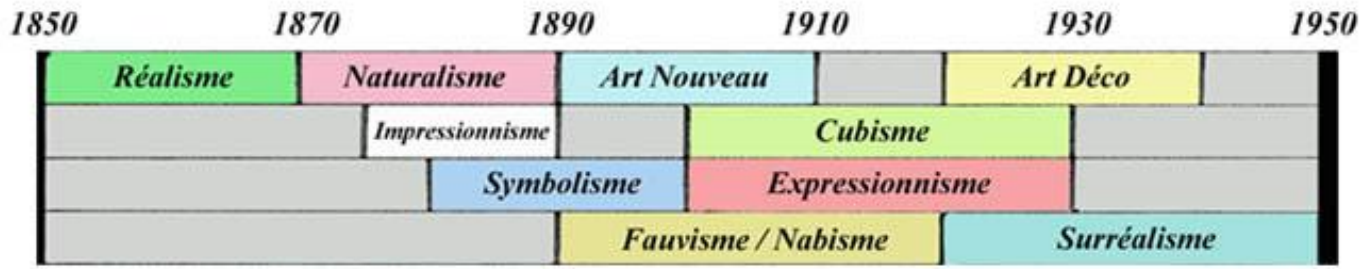 1850 1870 1890 1910 1930 1950
Réalisme Naturalisme Art Nouveau Art Déco
Impressionnisme Cubisme
Symbolisme Expressionnisme
Fauvisme / Nabisme Surréalisme